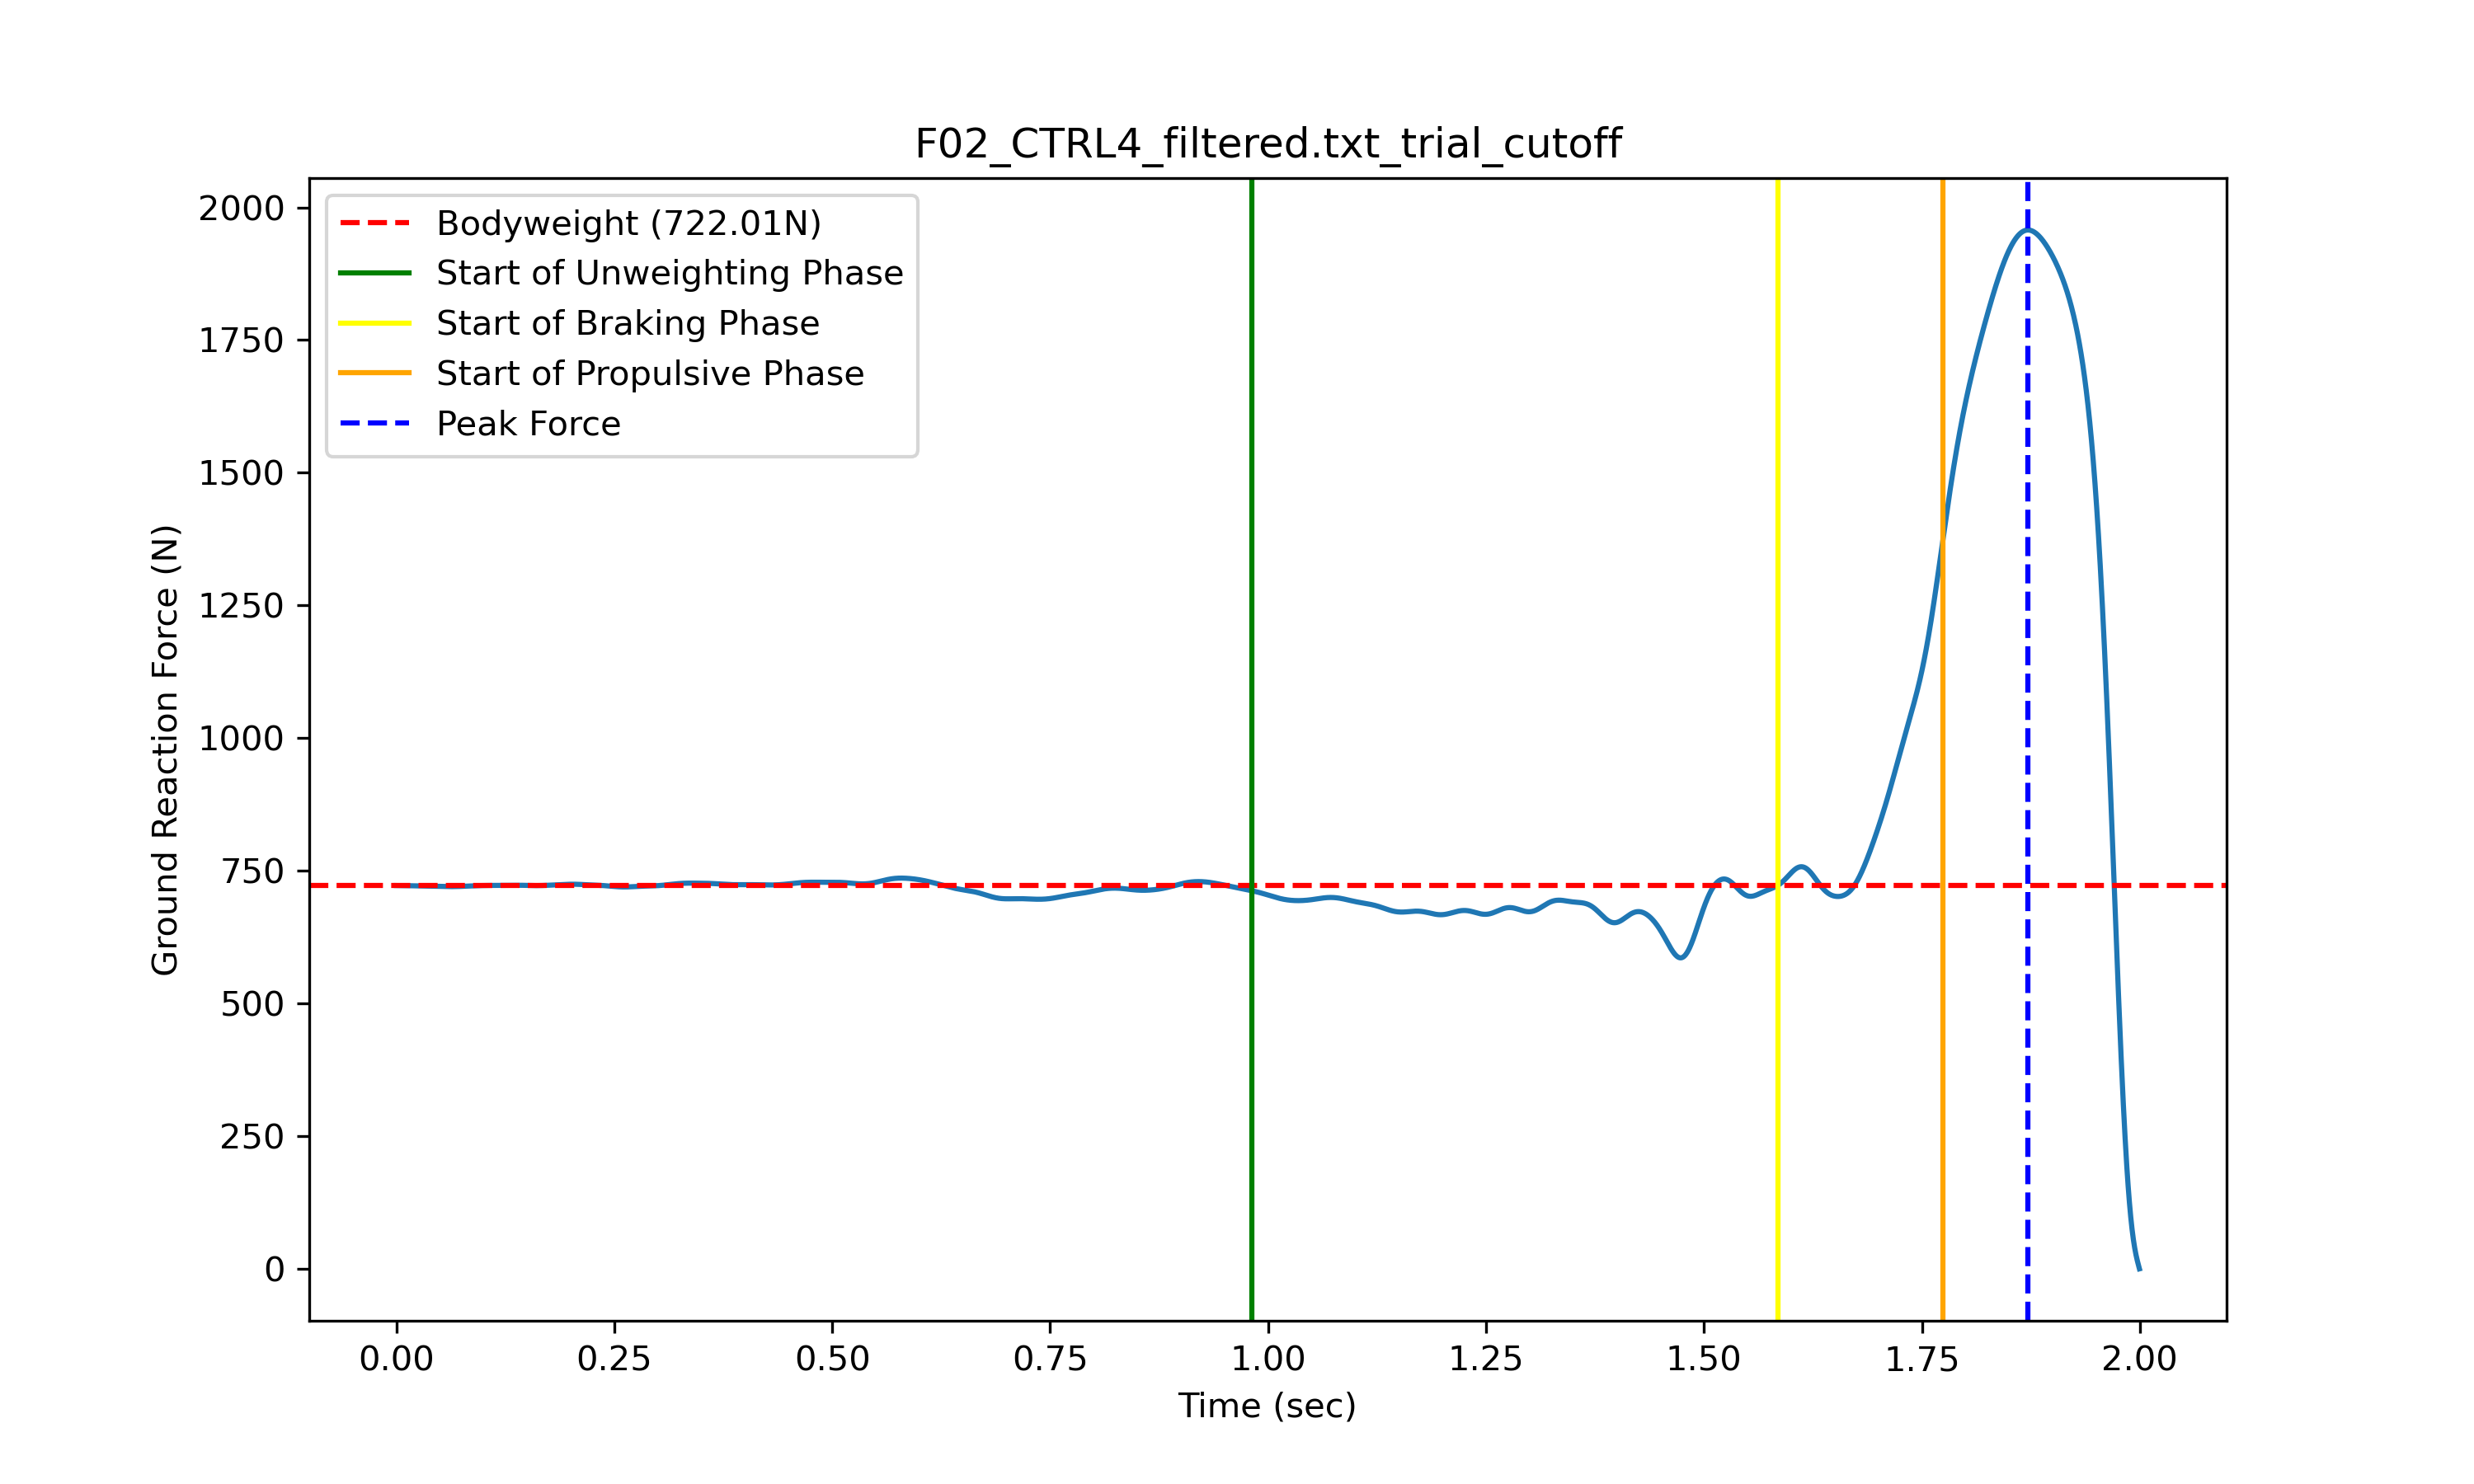 F02_CTRL4_filtered.txt_trial_cutoff
Bodyweight (722.01N)
Start of Unweighting Phase
Start of Braking Phase
Start of Propulsive Phase
Peak Force
Ground Reaction Force (N)
2000
1750
1500
1250
1000
750
500
250
0
0.00 0.25 0.50 0.75 1.00 1.25 1.50 1.75 2.00
Time (sec)